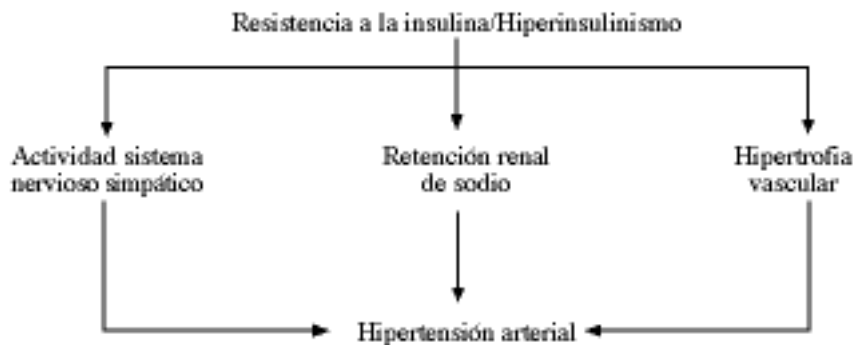 Resistencia a la insulina/Hiperinsulinismo
Actividad sistema
nervioso simpático
Retención renal
de sodio
Hipertrofia
vascular
Hipertensión arterial